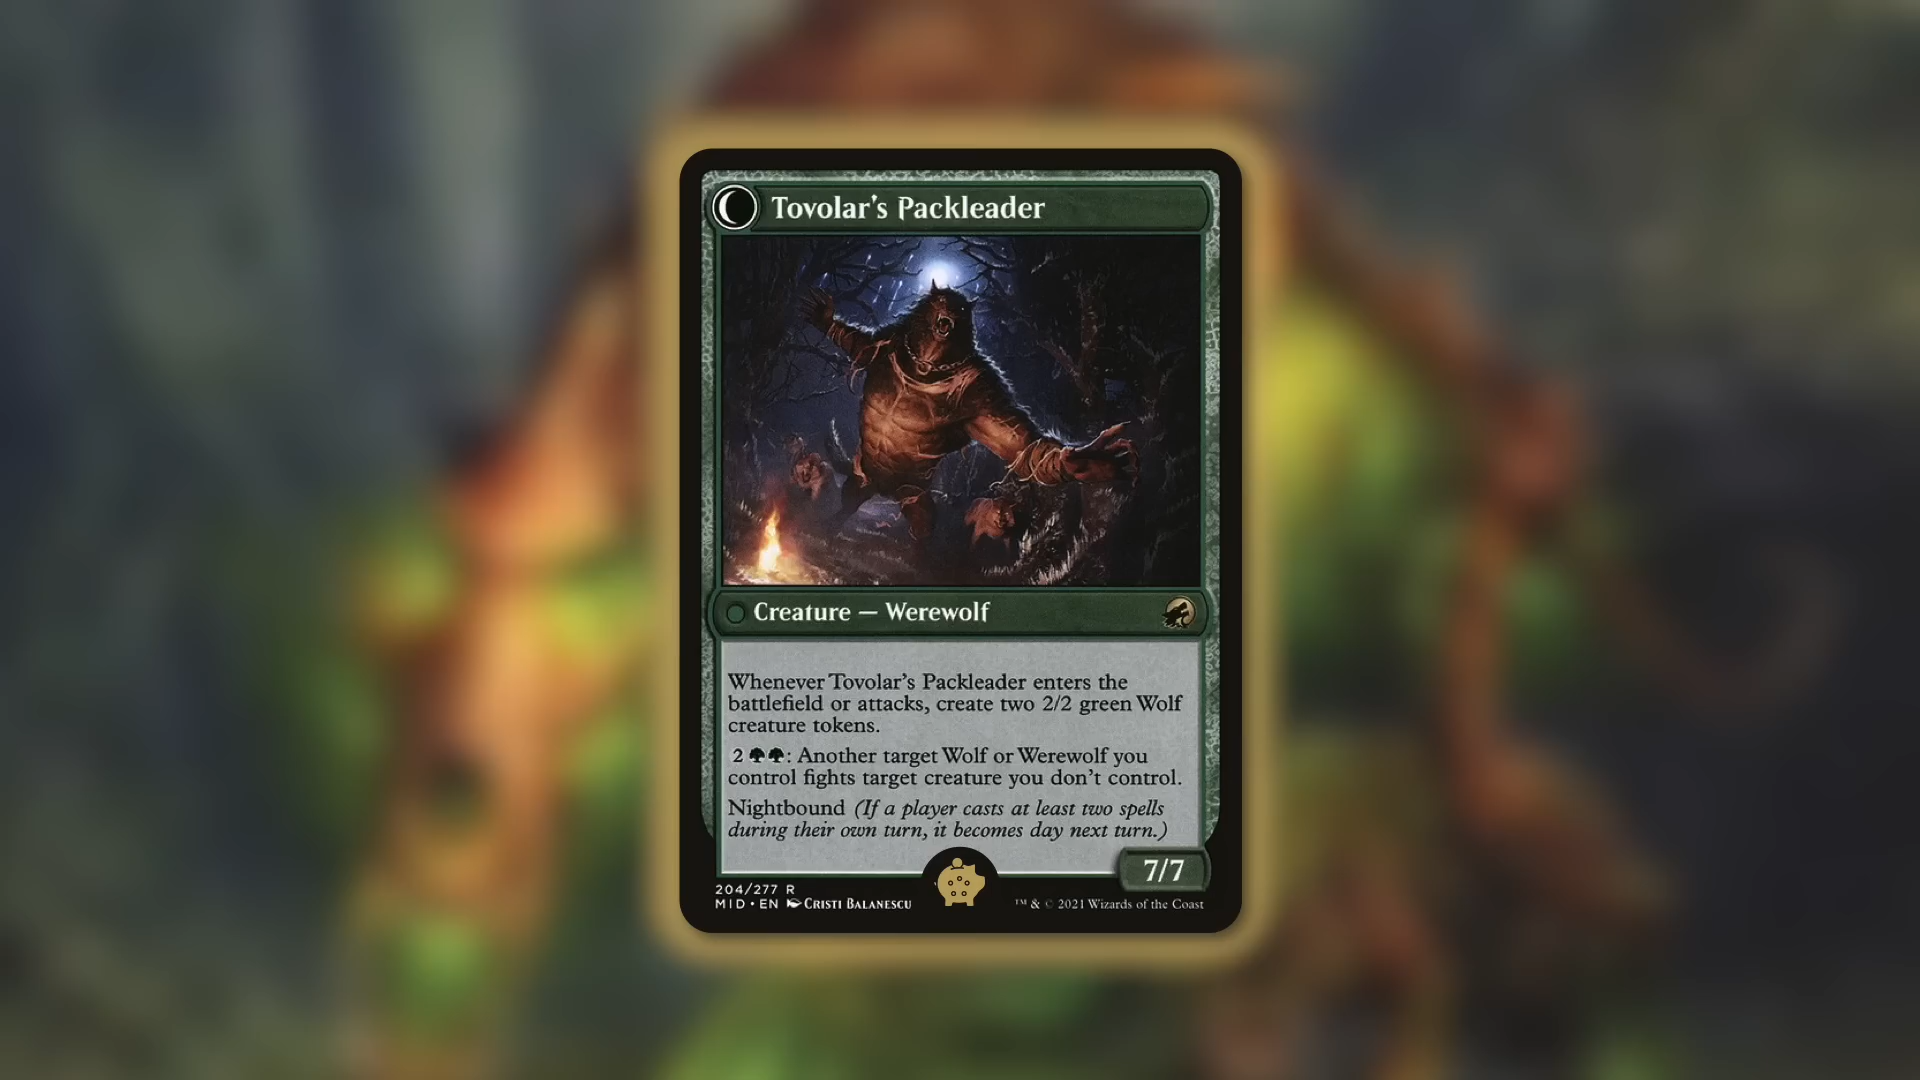 Tovolar's Packleader
Creature — Werewolf
Whenever Tovolar's Packleader enters the
battlefield or attacks, create two 2/2 green Wolf
creature tokens.
2: Another target Wolf or Werewolf you
control fights target creature you don't control.
Nightbound (If a player casts at least two spells
during their own turn, it becomes day next turn.)
7/7
204/277 R
MID • EN Cristi Balanescu
™ & © 2021 Wizards of the Coast